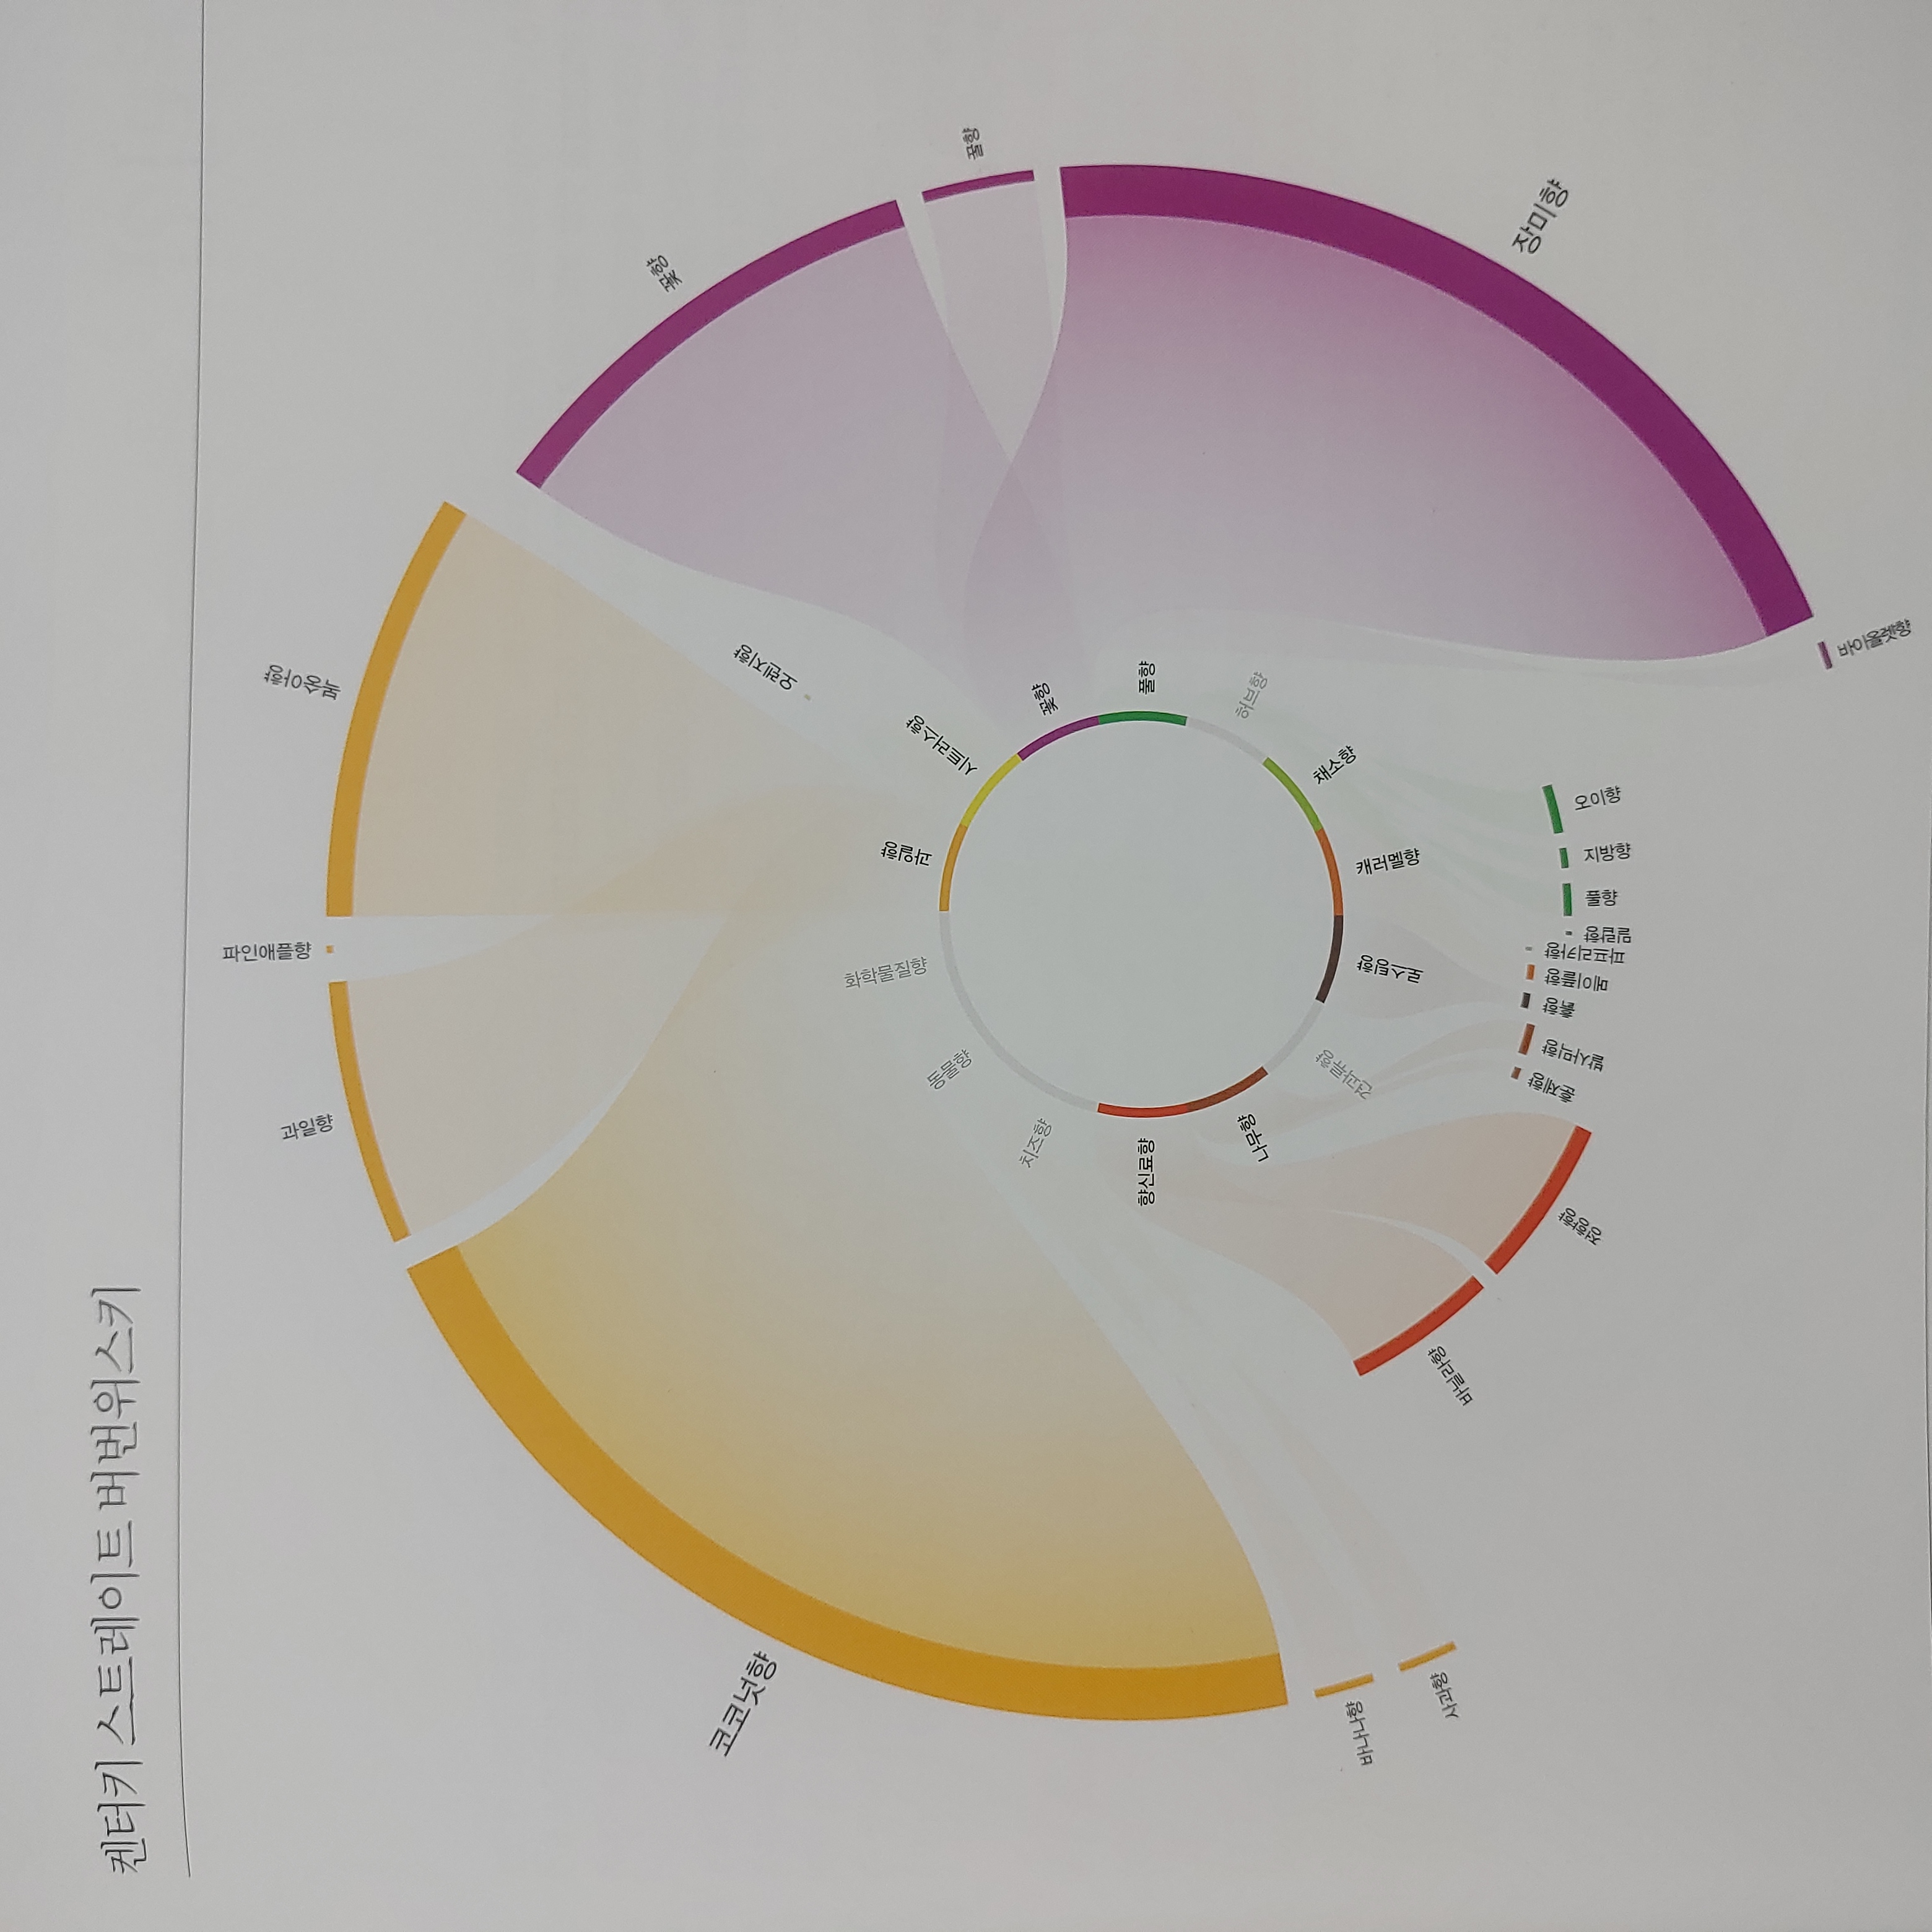 켄터키 스트레이트 버번위스키
파인애플향
복숭아향
과일향
꽃향
코코넛향
오렌지향
화학물질향
과일향
시트러스향
동물향
꿀향
치즈향
꽃향
향신료향
풀향
나무향
허브향
견과류향
채소향
바나나향
로스팅향
캐러멜향
사과향
바닐라향
장미향
정향향
훈제향
발사믹향
흙향
메이플향
파프리카향
밀랍향
풀향
지방향
오이향
바이올렛향